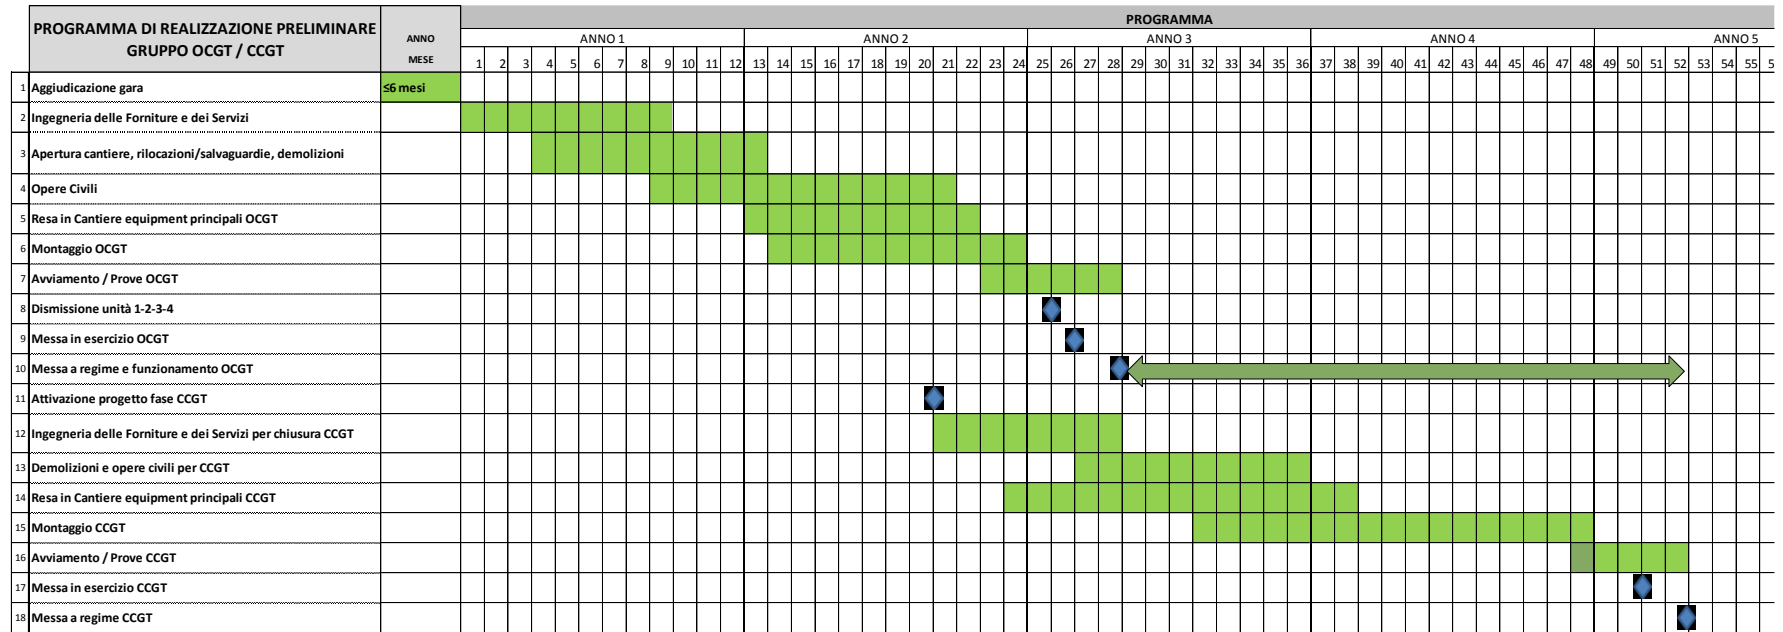 PROGRAMMA DI REALIZZAZIONE PRELIMINARE
GRUPPO OCGT / CCGT
ANNO
MESE
PROGRAMMA
ANNO 1 ANNO 2 ANNO 3 ANNO 4 ANNO 5
1 2 3 4 5 6 7 8 9 10 11 12 13 14 15 16 17 18 19 20 21 22 23 24 25 26 27 28 29 30 31 32 33 34 35 36 37 38 39 40 41 42 43 44 45 46 47 48 49 50 51 52 53 54 55 5
1 Aggiudicazione gara ≤6 mesi
2 Ingegneria delle Forniture e dei Servizi
3 Apertura cantiere, rilocazioni/salvaguardie, demolizioni
4 Opere Civili
5 Resa in Cantiere equipment principali OCGT
6 Montaggio OCGT
7 Avviamento / Prove OCGT
8 Dismissione unità 1-2-3-4
9 Messa in esercizio OCGT
10 Messa a regime e funzionamento OCGT
11 Attivazione progetto fase CCGT
12 Ingegneria delle Forniture e dei Servizi per chiusura CCGT
13 Demolizioni e opere civili per CCGT
14 Resa in Cantiere equipment principali CCGT
15 Montaggio CCGT
16 Avviamento / Prove CCGT
17 Messa in esercizio CCGT
18 Messa a regime CCGT